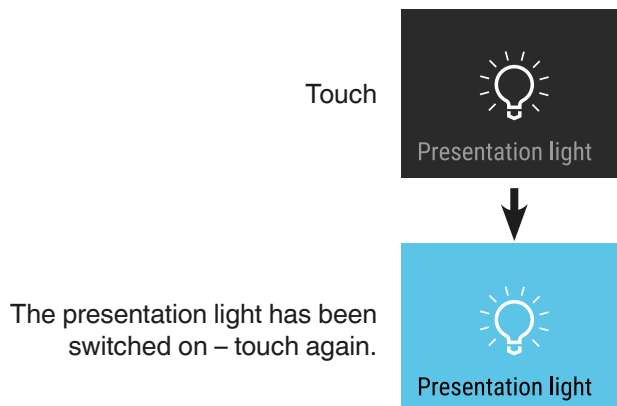 Touch
Presentation light
The presentation light has been
switched on – touch again.
Presentation light